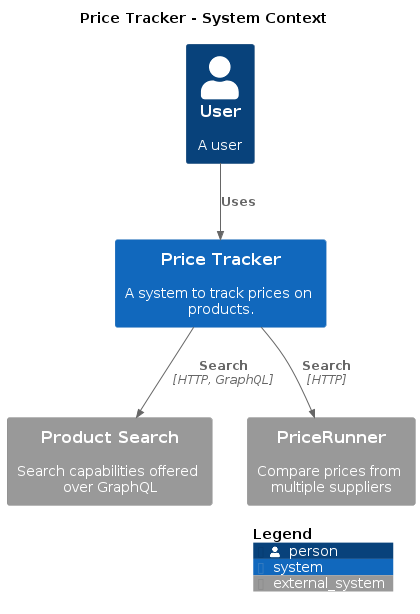 Price Tracker - System Context
User
A user
Uses
Price Tracker
A system to track prices on
products.
Search
[HTTP, GraphQL]
Search
[HTTP]
Product Search
Search capabilities offered
over GraphQL
PriceRunner
Compare prices from
multiple suppliers
Legend
person
system
external_system